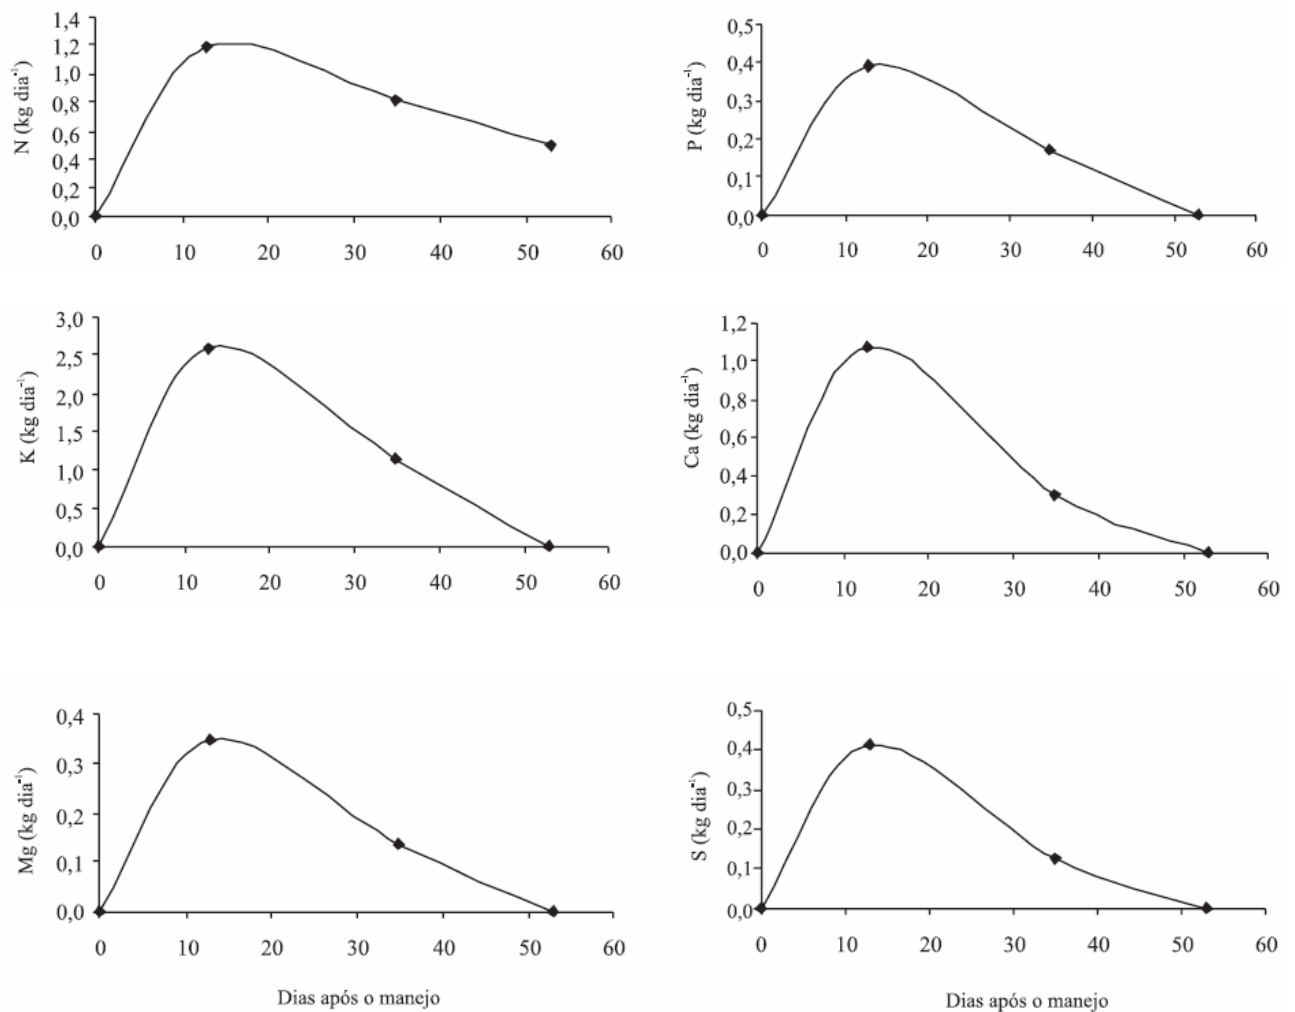 N (kg dia⁻¹)
1,4
1,2
1,0
0,8
0,6
0,4
0,2
0,0
0 10 20 30 40 50 60
P (kg dia⁻¹)
0,5
0,4
0,3
0,2
0,1
0,0
0 10 20 30 40 50 60
K (kg dia⁻¹)
3,0
2,5
2,0
1,5
1,0
0,5
0,0
0 10 20 30 40 50 60
Ca (kg dia⁻¹)
1,2
1,0
0,8
0,6
0,4
0,2
0,0
0 10 20 30 40 50 60
Mg (kg dia⁻¹)
0,4
0,3
0,2
0,1
0,0
0 10 20 30 40 50 60
Dias após o manejo
S (kg dia⁻¹)
0,5
0,4
0,3
0,2
0,1
0,0
0 10 20 30 40 50 60
Dias após o manejo